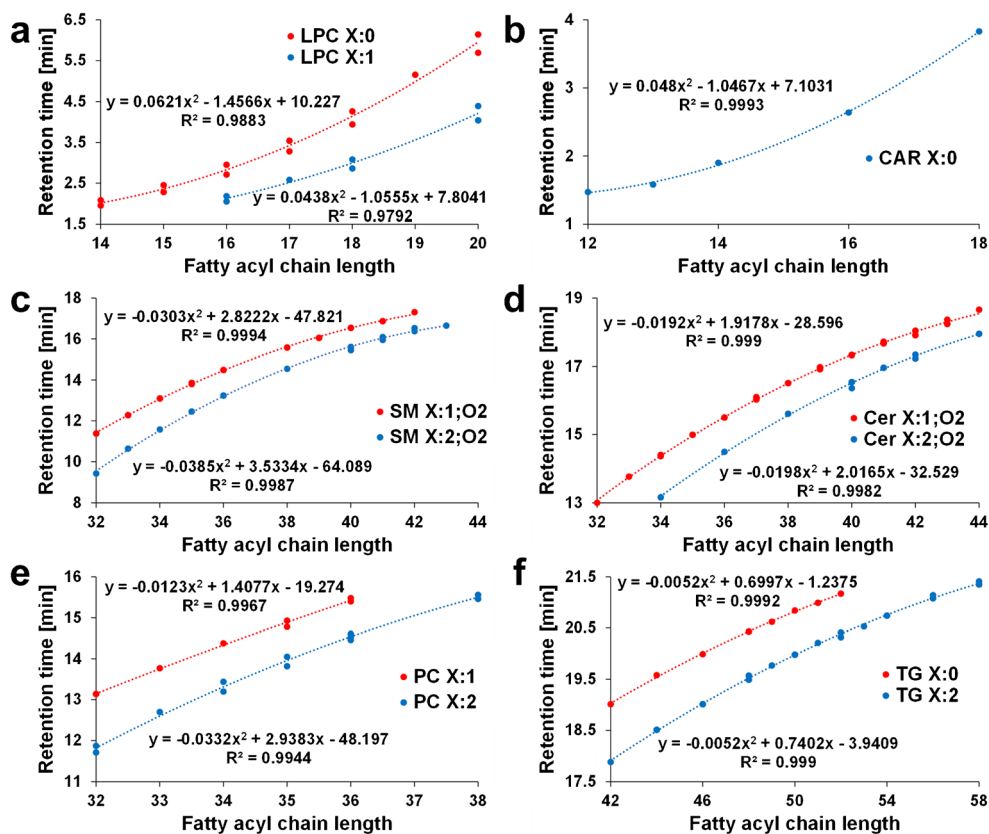 a
LPC X:0
LPC X:1
y = 0.0621x² - 1.4566x + 10.227
R² = 0.9883
y = 0.0438x² - 1.0555x + 7.8041
R² = 0.9792
Retention time [min]
6.5
5.5
4.5
3.5
2.5
1.5
14 15 16 17 18 19 20
Fatty acyl chain length
b
y = 0.048x² - 1.0467x + 7.1031
R² = 0.9993
CAR X:0
Retention time [min]
4
3
2
1
12 14 16 18
Fatty acyl chain length
c
y = -0.0303x² + 2.8222x - 47.821
R² = 0.9994
SM X:1;O2
SM X:2;O2
y = -0.0385x² + 3.5334x - 64.089
R² = 0.9987
Retention time [min]
18
16
14
12
10
8
32 34 36 38 40 42 44
Fatty acyl chain length
d
y = -0.0192x² + 1.9178x - 28.596
R² = 0.999
Cer X:1;O2
Cer X:2;O2
y = -0.0198x² + 2.0165x - 32.529
R² = 0.9982
Retention time [min]
19
17
15
13
32 34 36 38 40 42 44
Fatty acyl chain length
e
y = -0.0123x² + 1.4077x - 19.274
R² = 0.9967
PC X:1
PC X:2
y = -0.0332x² + 2.9383x - 48.197
R² = 0.9944
Retention time [min]
16
15
14
13
12
11
32 33 34 35 36 37 38
Fatty acyl chain length
f
y = -0.0052x² + 0.6997x - 1.2375
R² = 0.9992
TG X:0
TG X:2
y = -0.0052x² + 0.7402x - 3.9409
R² = 0.999
Retention time [min]
21.5
20.5
19.5
18.5
17.5
42 46 50 54 58
Fatty acyl chain length